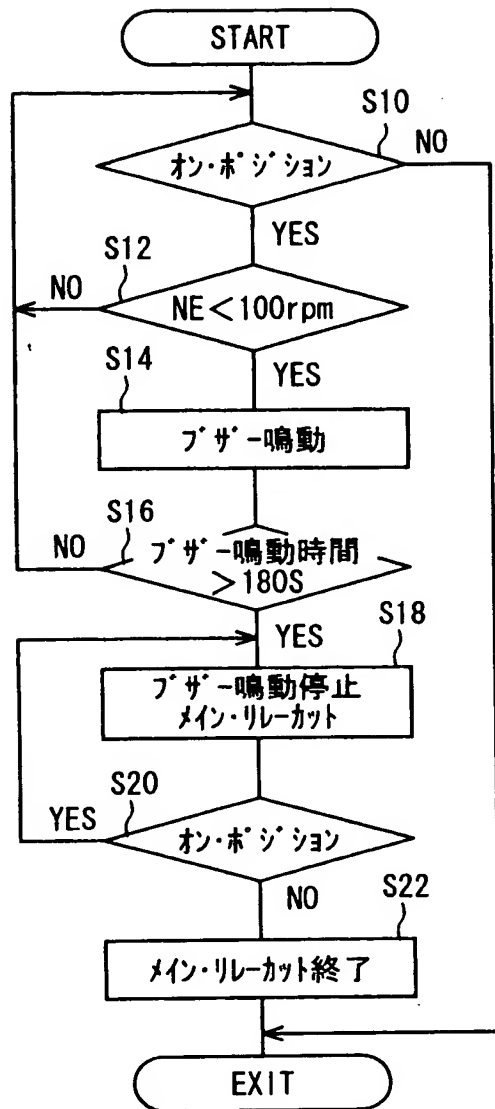 START
S10
オン・ポジション
NO
YES
S12
NO
NE<100rpm
YES
S14
ブザー鳴動
S16
NO
ブザー鳴動時間
>180S
YES
S18
ブザー鳴動停止
メイン・リレーカット
S20
YES
オン・ポジション
NO
S22
メイン・リレーカット終了
EXIT